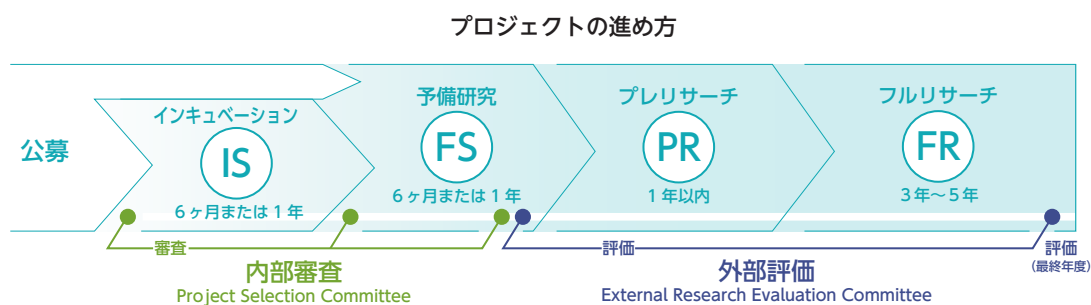 プロジェクトの進め方
公募
インキュベーション
IS
6ヶ月または1年
予備研究
FS
6ヶ月または1年
プレリサーチ
PR
1年以内
フルリサーチ
FR
3年～5年
審査
内部審査
Project Selection Committee
評価
外部評価
External Research Evaluation Committee
評価
(最終年度)